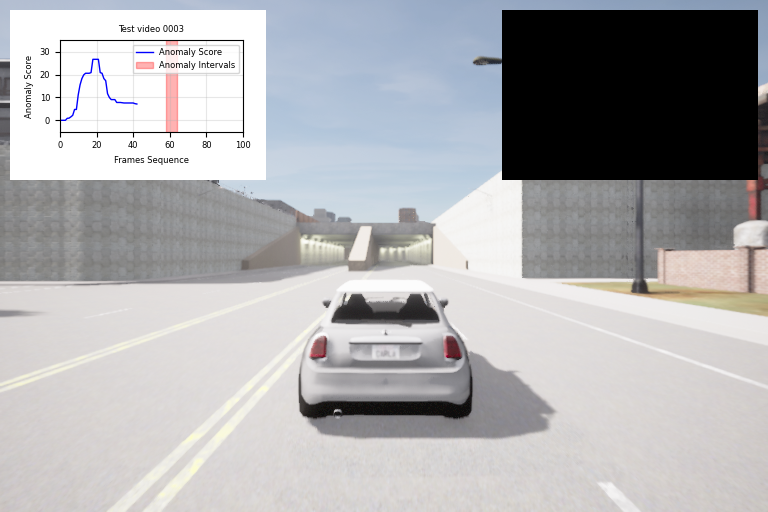 Test video 0003
Anomaly Score
Anomaly Intervals
Anomaly Score
30
20
10
0
0 20 40 60 80 100
Frames Sequence
CARLA